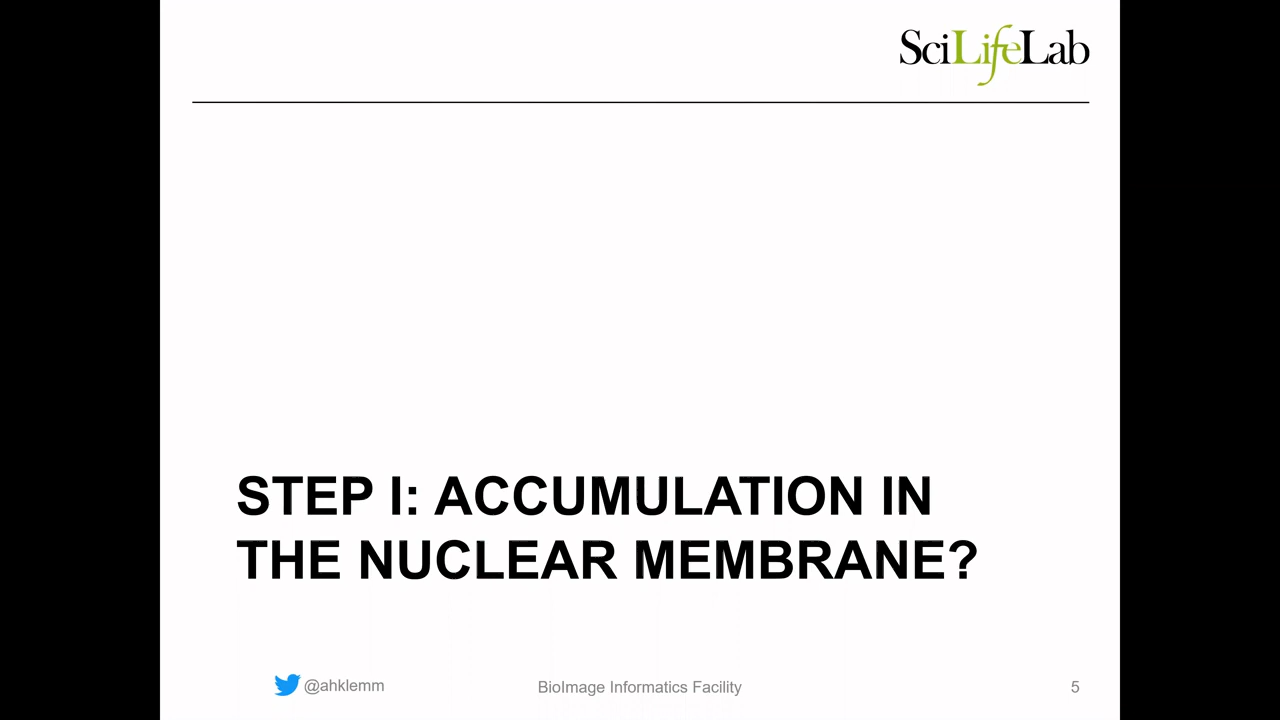 SciLifeLab
STEP I: ACCUMULATION IN
THE NUCLEAR MEMBRANE?
@ahklemm
BioImage Informatics Facility
5